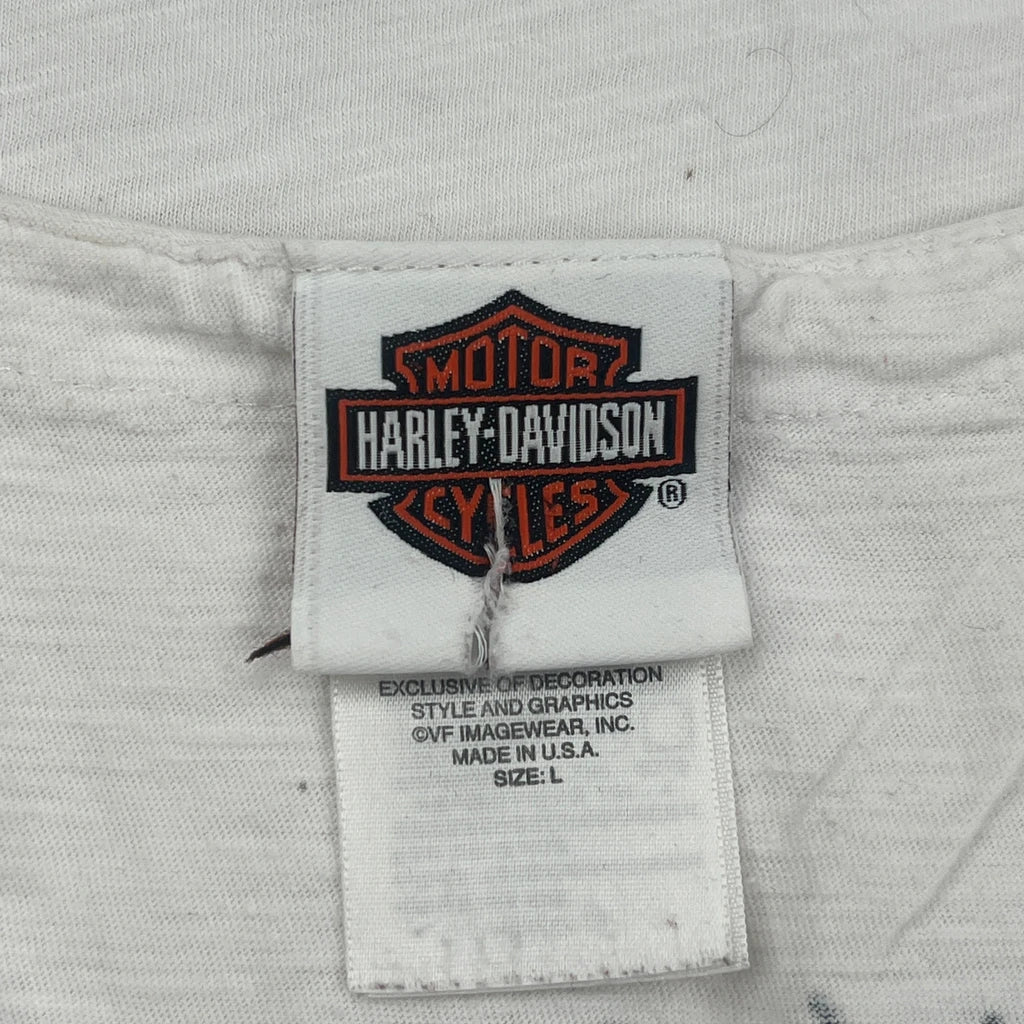 MOTOR
HARLEY-DAVIDSON
CYCLES
®
EXCLUSIVE OF DECORATION
STYLE AND GRAPHICS
©VF IMAGEWEAR, INC.
MADE IN U.S.A.
SIZE: L